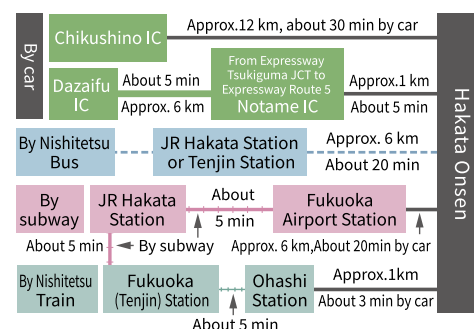 By car
Chikushino IC
Approx.12 km, about 30 min by car
Dazaifu
IC
About 5 min
Approx. 6 km
From Expressway
Tsukiguma JCT to
Expressway Route 5
Notame IC
Approx.1 km
About 5 min
By Nishitetsu
Bus
JR Hakata Station
or Tenjin Station
Approx. 6 km
About 20 min
By
subway
JR Hakata
Station
About
5 min
Fukuoka
Airport Station
About 5 min
By subway
Approx. 6 km,About 20min by car
By Nishitetsu
Train
Fukuoka
(Tenjin) Station
Ohashi
Station
Approx.1km
About 3 min by car
About 5 min
Hakata Onsen